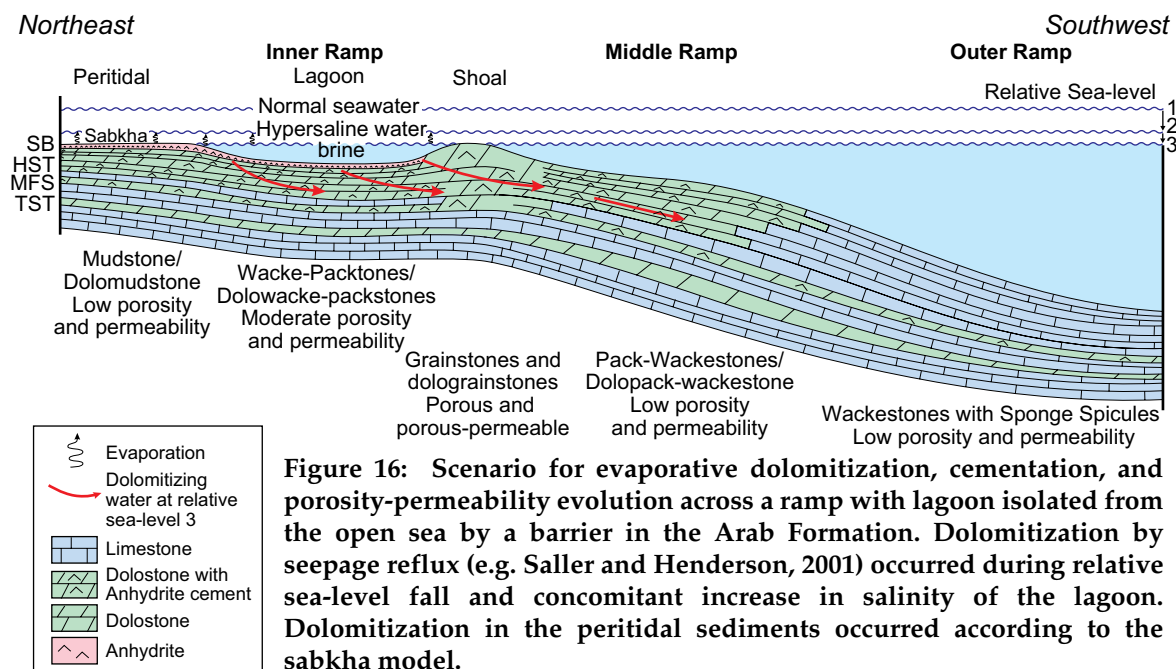 Northeast
Southwest
Inner Ramp
Middle Ramp
Outer Ramp
Peritidal
Lagoon
Shoal
Relative Sea-level
Normal seawater
1
2
3
Sabkha
Hypersaline water
brine
SB
HST
MFS
TST
Mudstone/
Dolomudstone
Low porosity
and permeability
Wacke-Packtones/
Dolowacke-packstones
Moderate porosity
and permeability
Grainstones and
dolograinstones
Porous and
porous-permeable
Pack-Wackestones/
Dolopack-wackestone
Low porosity
and permeability
Wackestones with Sponge Spicules
Low porosity and permeability
Evaporation
Dolomitizing
water at relative
sea-level 3
Limestone
Dolostone with
Anhydrite cement
Dolostone
Anhydrite
Figure 16: Scenario for evaporative dolomitization, cementation, and
porosity-permeability evolution across a ramp with lagoon isolated from
the open sea by a barrier in the Arab Formation. Dolomitization by
seepage reflux (e.g. Saller and Henderson, 2001) occurred during relative
sea-level fall and concomitant increase in salinity of the lagoon.
Dolomitization in the peritidal sediments occurred according to the
sabkha model.